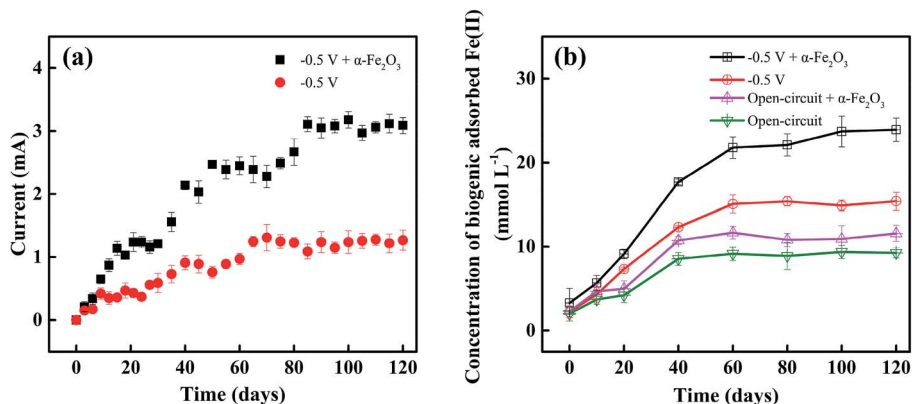 (a)
-0.5 V + α-Fe₂O₃
-0.5 V
4
3
2
1
0
Current (mA)
0 20 40 60 80 100 120
Time (days)
(b)
-0.5 V + α-Fe₂O₃
-0.5 V
Open-circuit + α-Fe₂O₃
Open-circuit
30
20
10
0
Concentration of biogenic adsorbed Fe(II)
(mmol L⁻¹)
0 20 40 60 80 100 120
Time (days)